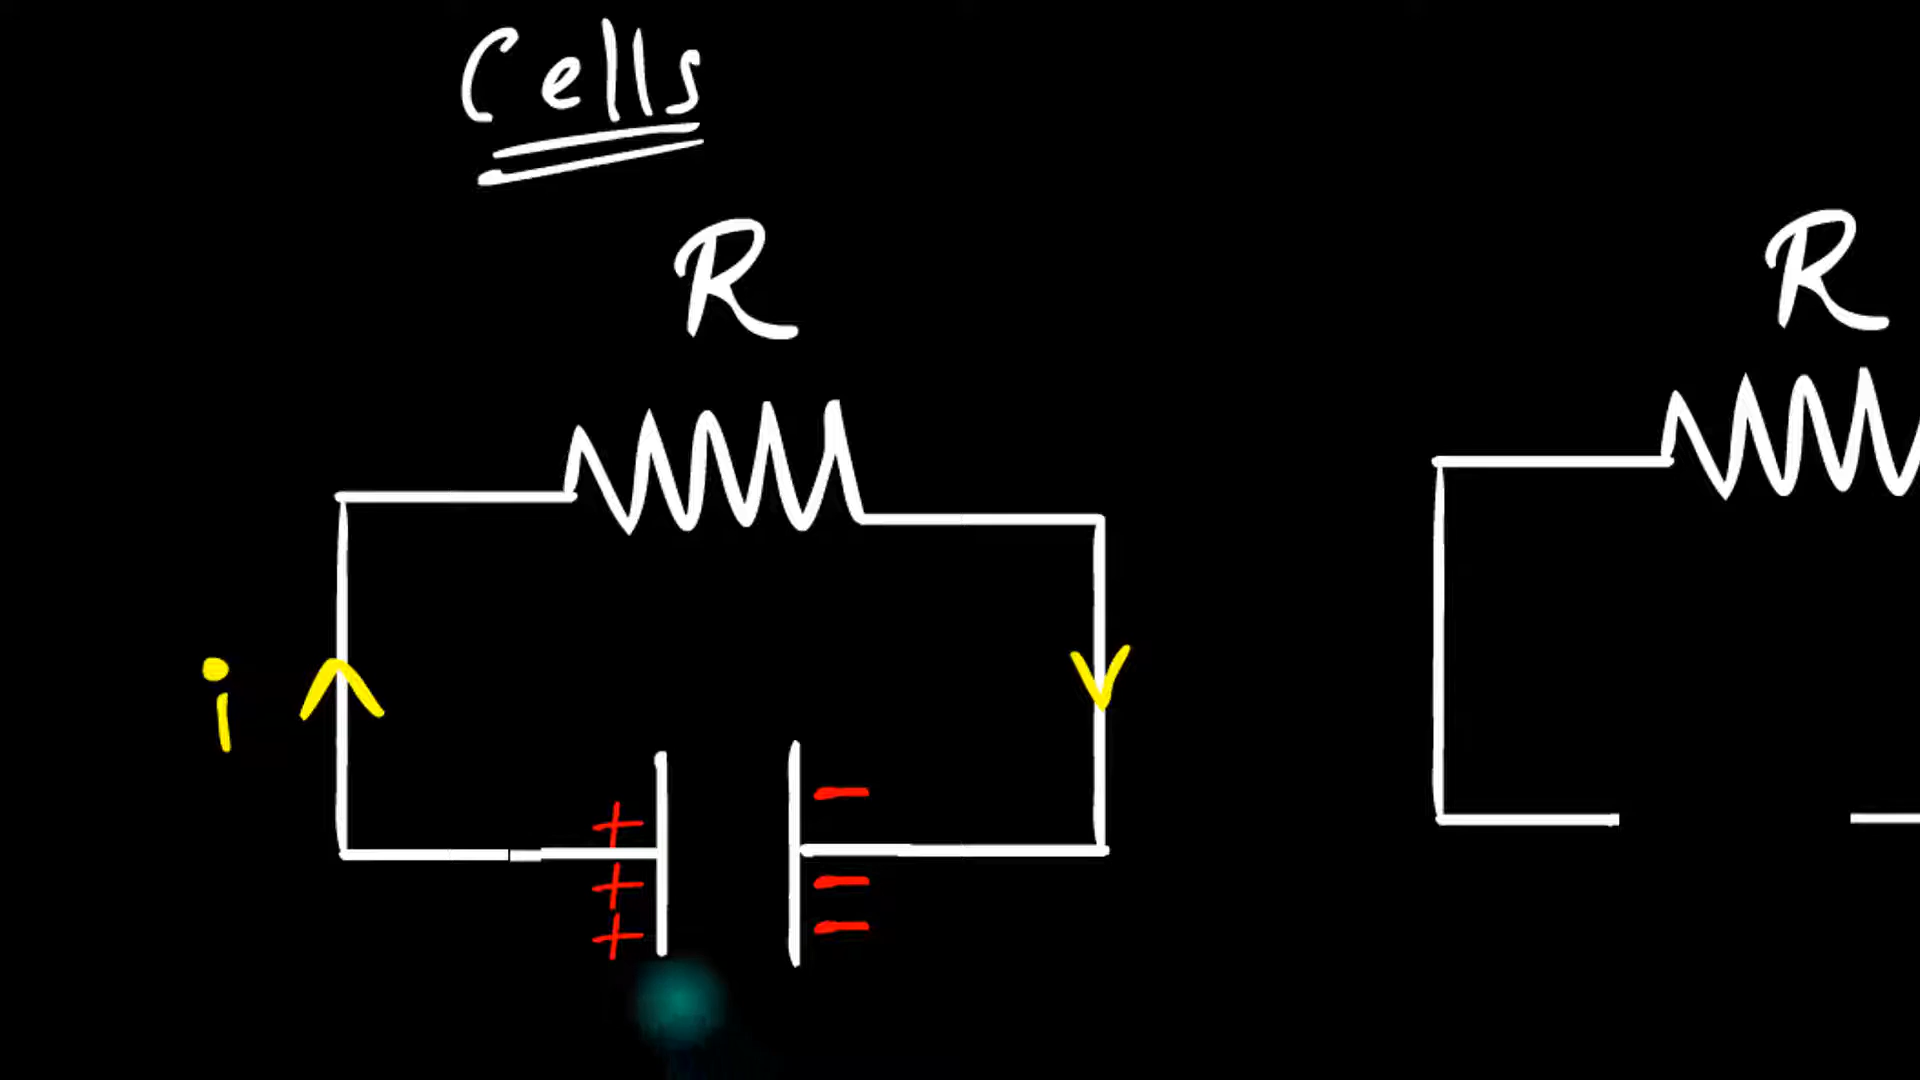 Cells
R
R
i
+ -
+ -
+ -